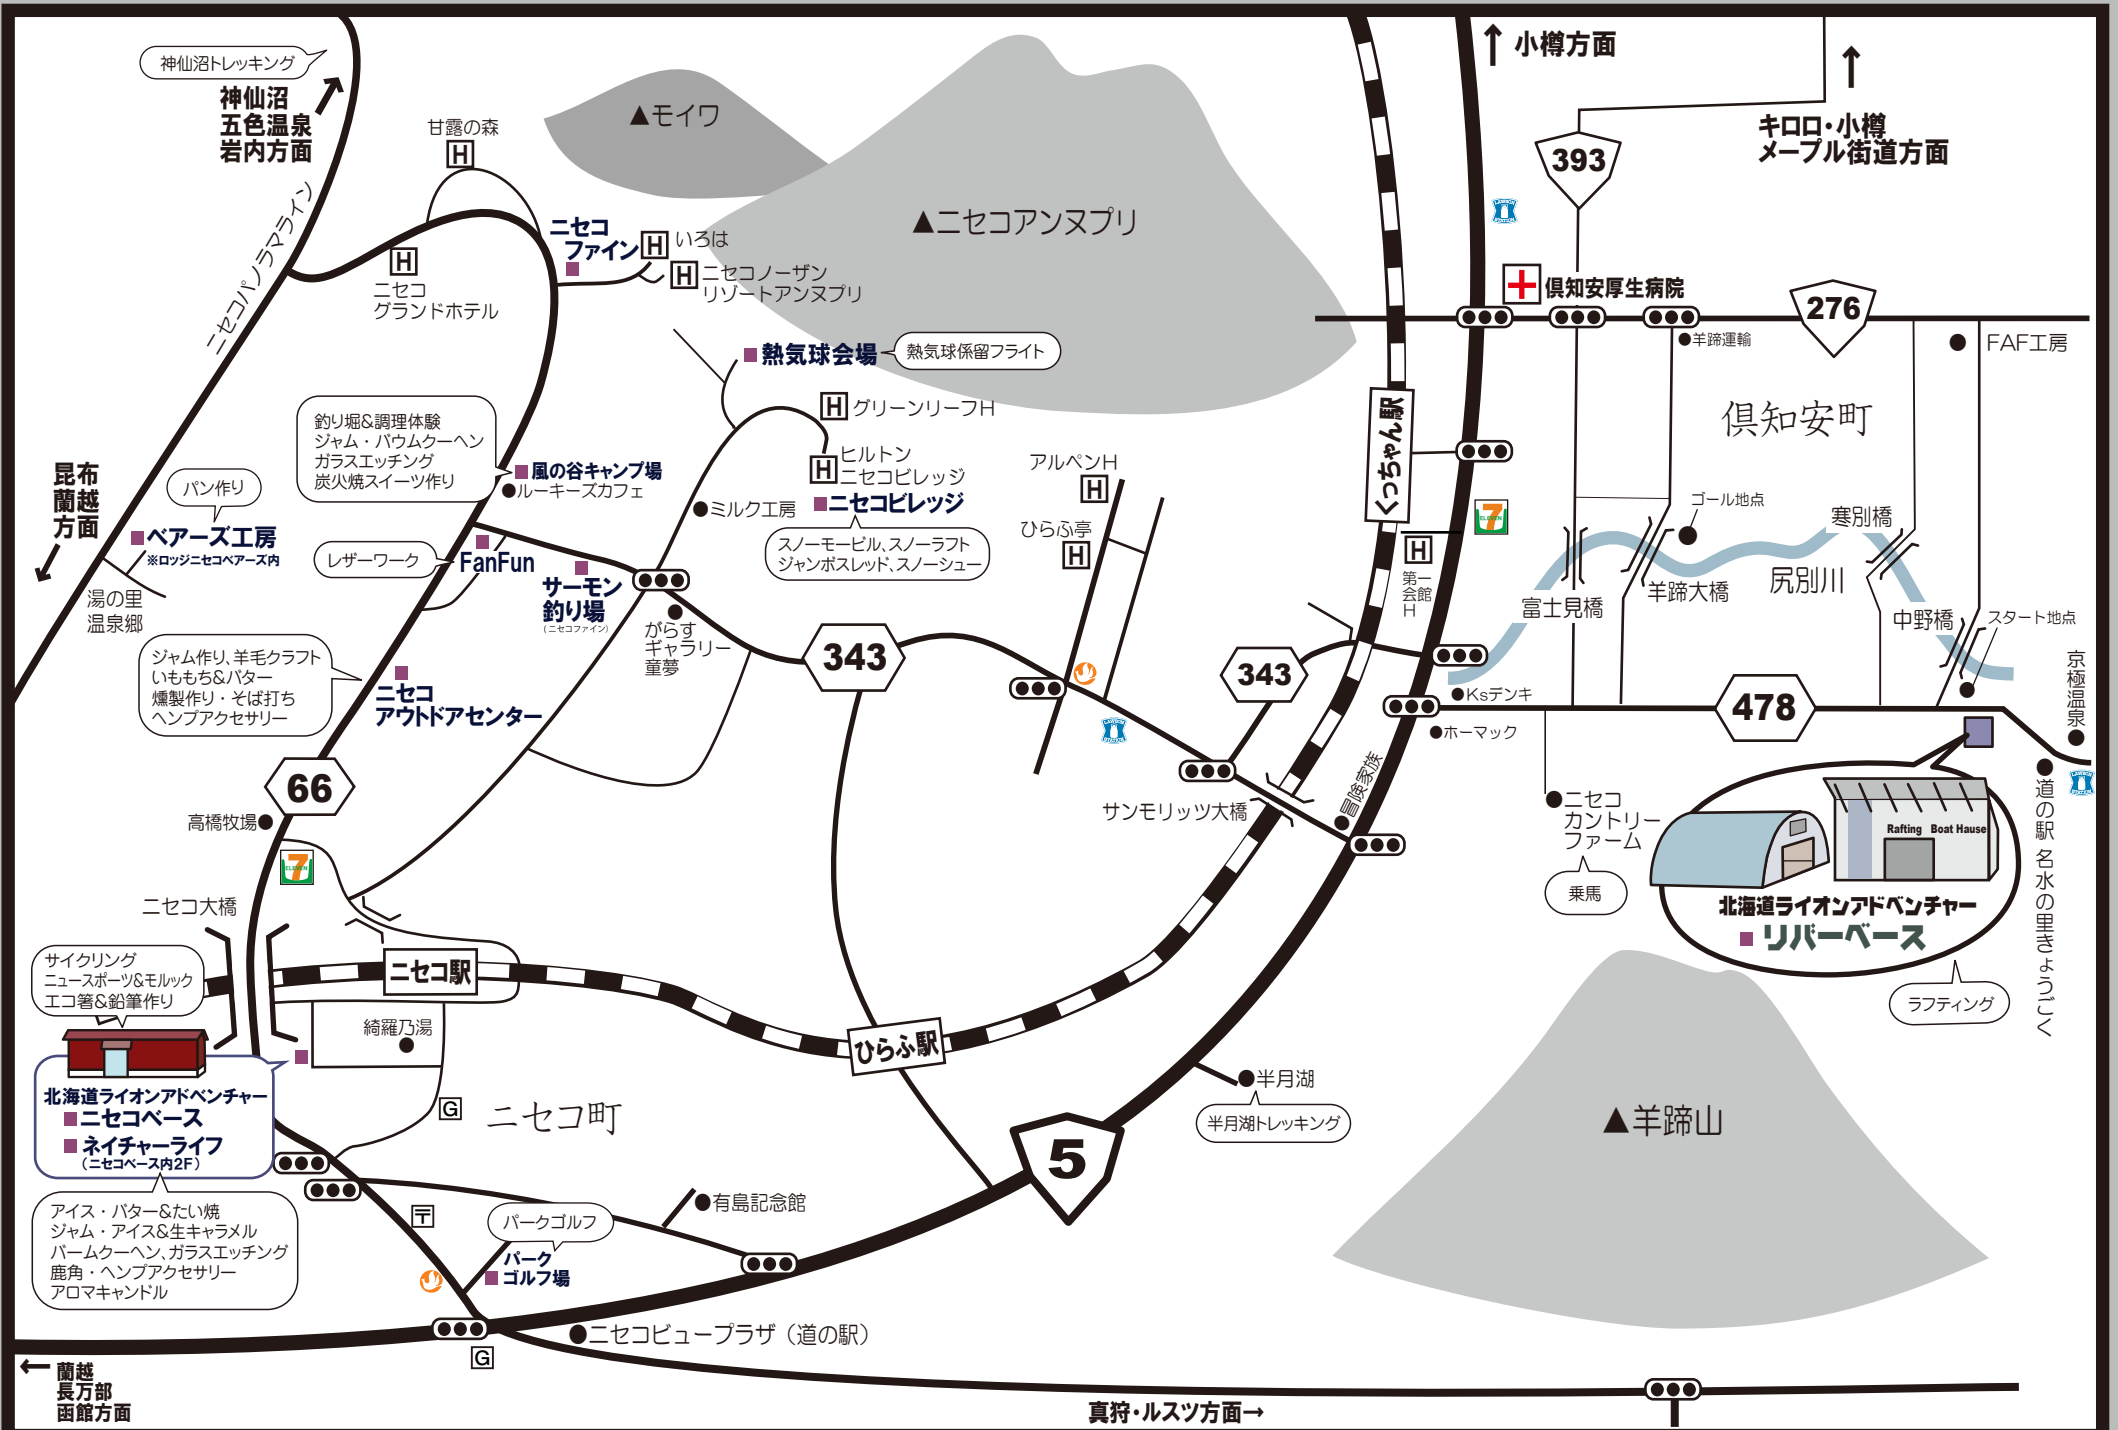 神仙沼トレッキング
神仙沼
五色温泉
岩内方面
ニセコパノラマライン
甘露の森
H
H
ニセコ
グランドホテル
▲モイワ
▲ニセコアンヌプリ
ニセコ
ファイン
H
いろは
H
ニセコノーザン
リゾートアンヌプリ
熱気球会場
熱気球係留フライト
H
グリーンリーフH
H
ヒルトン
ニセコビレッジ
ニセコビレッジ
スノーモービル、スノーラフト
ジャンボスレッド、スノーシュー
ミルク工房
釣り堀&調理体験
ジャム・バウムクーヘン
ガラスエッチング
炭火焼スイーツ作り
風の谷キャンプ場
ルーキーズカフェ
昆布
蘭越
方面
パン作り
ベアーズ工房
※ロッジニセコベアーズ内
湯の里
温泉郷
レザーワーク
FanFun
サーモン
釣り場
(ニセコファイン)
がらす
ギャラリー
童夢
ジャム作り、羊毛クラフト
いももち&バター
燻製作り・そば打ち
ヘンプアクセサリー
ニセコ
アウトドアセンター
66
高橋牧場
7
ELEVEN
ニセコ大橋
343
アルペンH
H
ひらふ亭
H
LAWSON
STATION
343
サンモリッツ大橋
冒険家族
小樽方面
393
キロロ・小樽
メープル街道方面
LAWSON
STATION
倶知安厚生病院
276
羊蹄運輸
FAF工房
倶知安町
くっちゃん駅
7
ELEVEN
H
第一
会館
H
ゴール地点
寒別橋
富士見橋
羊蹄大橋
尻別川
中野橋
スタート地点
京極温泉
Ksデンキ
ホーマック
478
LAWSON
STATION
道の駅 名水の里きょうごく
ニセコ
カントリー
ファーム
乗馬
Rafting Boat Hause
北海道ライオンアドベンチャー
リバーベース
ラフティング
サイクリング
ニュースポーツ&モルック
エコ箸&鉛筆作り
ニセコ駅
綺羅乃湯
ひらふ駅
北海道ライオンアドベンチャー
ニセコベース
ネイチャーライフ
(ニセコベース内2F)
アイス・バター&たい焼
ジャム・アイス&生キャラメル
バームクーヘン、ガラスエッチング
鹿角・ヘンプアクセサリー
アロマキャンドル
G
ニセコ町
〒
パークゴルフ
パーク
ゴルフ場
有島記念館
5
半月湖
半月湖トレッキング
▲羊蹄山
ニセコビュープラザ(道の駅)
G
← 蘭越
長万部
函館方面
真狩・ルスツ方面→